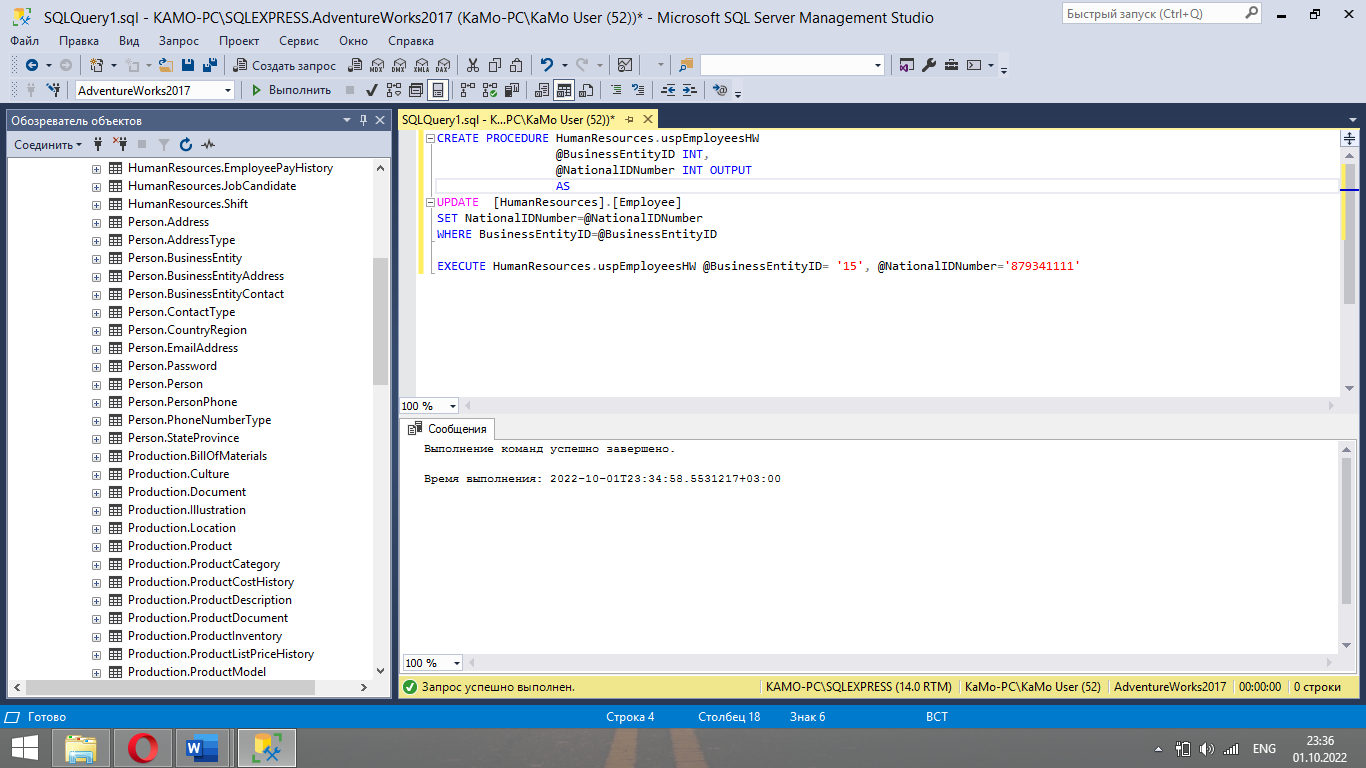 SQLQuery1.sql - KAMO-PC\SQLEXPRESS.AdventureWorks2017 (KaMo-PC\KaMo User (52))* - Microsoft SQL Server Management Studio
Быстрый запуск (Ctrl+Q)
Файл Правка Вид Запрос Проект Сервис Окно Справка
Создать запрос MDX DMX XMLA DAX
AdventureWorks2017 Выполнить
Обозреватель объектов
Соединить
HumanResources.EmployeePayHistory
HumanResources.JobCandidate
HumanResources.Shift
Person.Address
Person.AddressType
Person.BusinessEntity
Person.BusinessEntityAddress
Person.BusinessEntityContact
Person.ContactType
Person.CountryRegion
Person.EmailAddress
Person.Password
Person.Person
Person.PersonPhone
Person.PhoneNumberType
Person.StateProvince
Production.BillOfMaterials
Production.Culture
Production.Document
Production.Illustration
Production.Location
Production.Product
Production.ProductCategory
Production.ProductCostHistory
Production.ProductDescription
Production.ProductDocument
Production.ProductInventory
Production.ProductListPriceHistory
Production.ProductModel
SQLQuery1.sql - K...PC\KaMo User (52))*
CREATE PROCEDURE HumanResources.uspEmployeesHW
@BusinessEntityID INT,
@NationalIDNumber INT OUTPUT
AS
UPDATE [HumanResources].[Employee]
SET NationalIDNumber=@NationalIDNumber
WHERE BusinessEntityID=@BusinessEntityID
EXECUTE HumanResources.uspEmployeesHW @BusinessEntityID= '15', @NationalIDNumber='879341111'
100 %
Сообщения
Выполнение команд успешно завершено.
Время выполнения: 2022-10-01T23:34:58.5531217+03:00
100 %
Запрос успешно выполнен. KAMO-PC\SQLEXPRESS (14.0 RTM) KaMo-PC\KaMo User (52) AdventureWorks2017 00:00:00 0 строки
Готово Строка 4 Столбец 18 Знак 6 ВСТ
ENG
23:36
01.10.2022